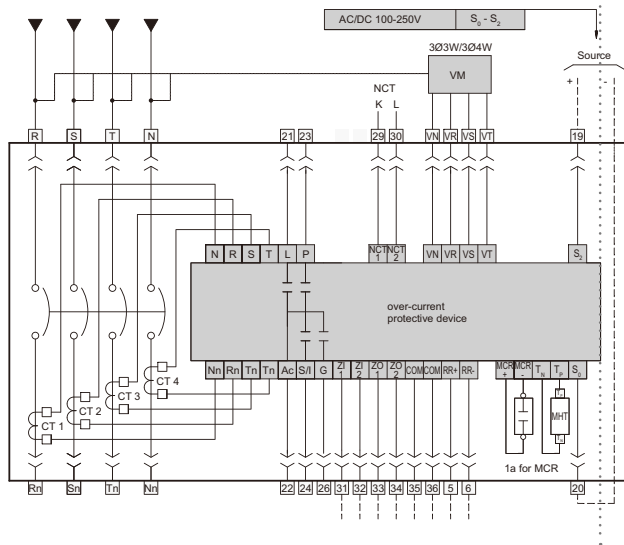 AC/DC 100-250V S₀ - S₂
3Ø3W/3Ø4W
Source
VM
+ -
NCT
K L
R S T N 21 23 29 30 VN VR VS VT 19
N R S T L P NCT 1 NCT 2 VN VR VS VT S₂
over-current
protective device
Nn Rn Tn Tn Ac S/I G ZI 1 ZI 2 ZO 1 ZO 2 COM COM RR+ RR- MCR + MCR - T_N T_P S₀
CT 4
CT 3
CT 2
CT 1
T_P
MHT
T_N
1a for MCR
Rn Sn Tn Nn 22 24 26 31 32 33 34 35 36 5 6 20